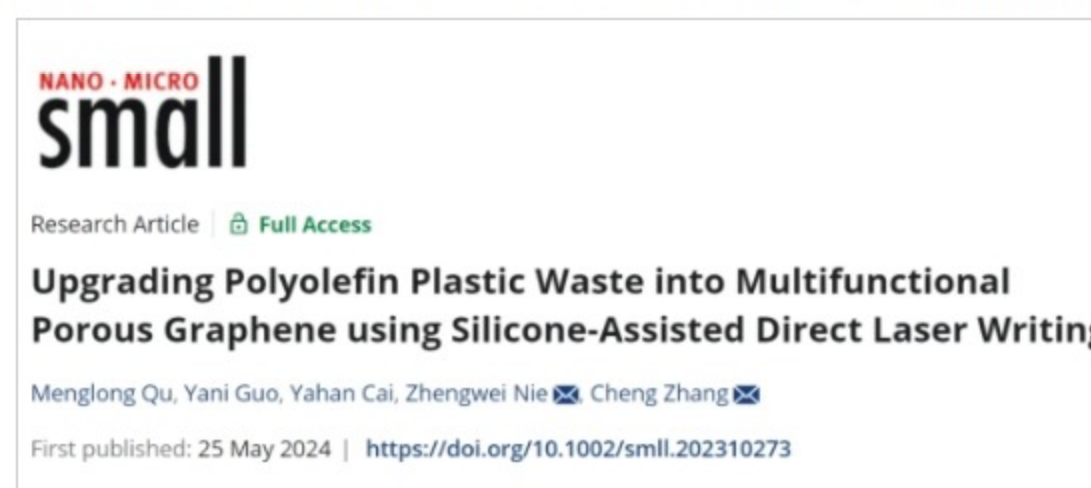 NANO · MICRO
small
Research Article Full Access
Upgrading Polyolefin Plastic Waste into Multifunctional
Porous Graphene using Silicone-Assisted Direct Laser Writing
Menglong Qu, Yani Guo, Yahan Cai, Zhengwei Nie, Cheng Zhang
First published: 25 May 2024 | https://doi.org/10.1002/smll.202310273